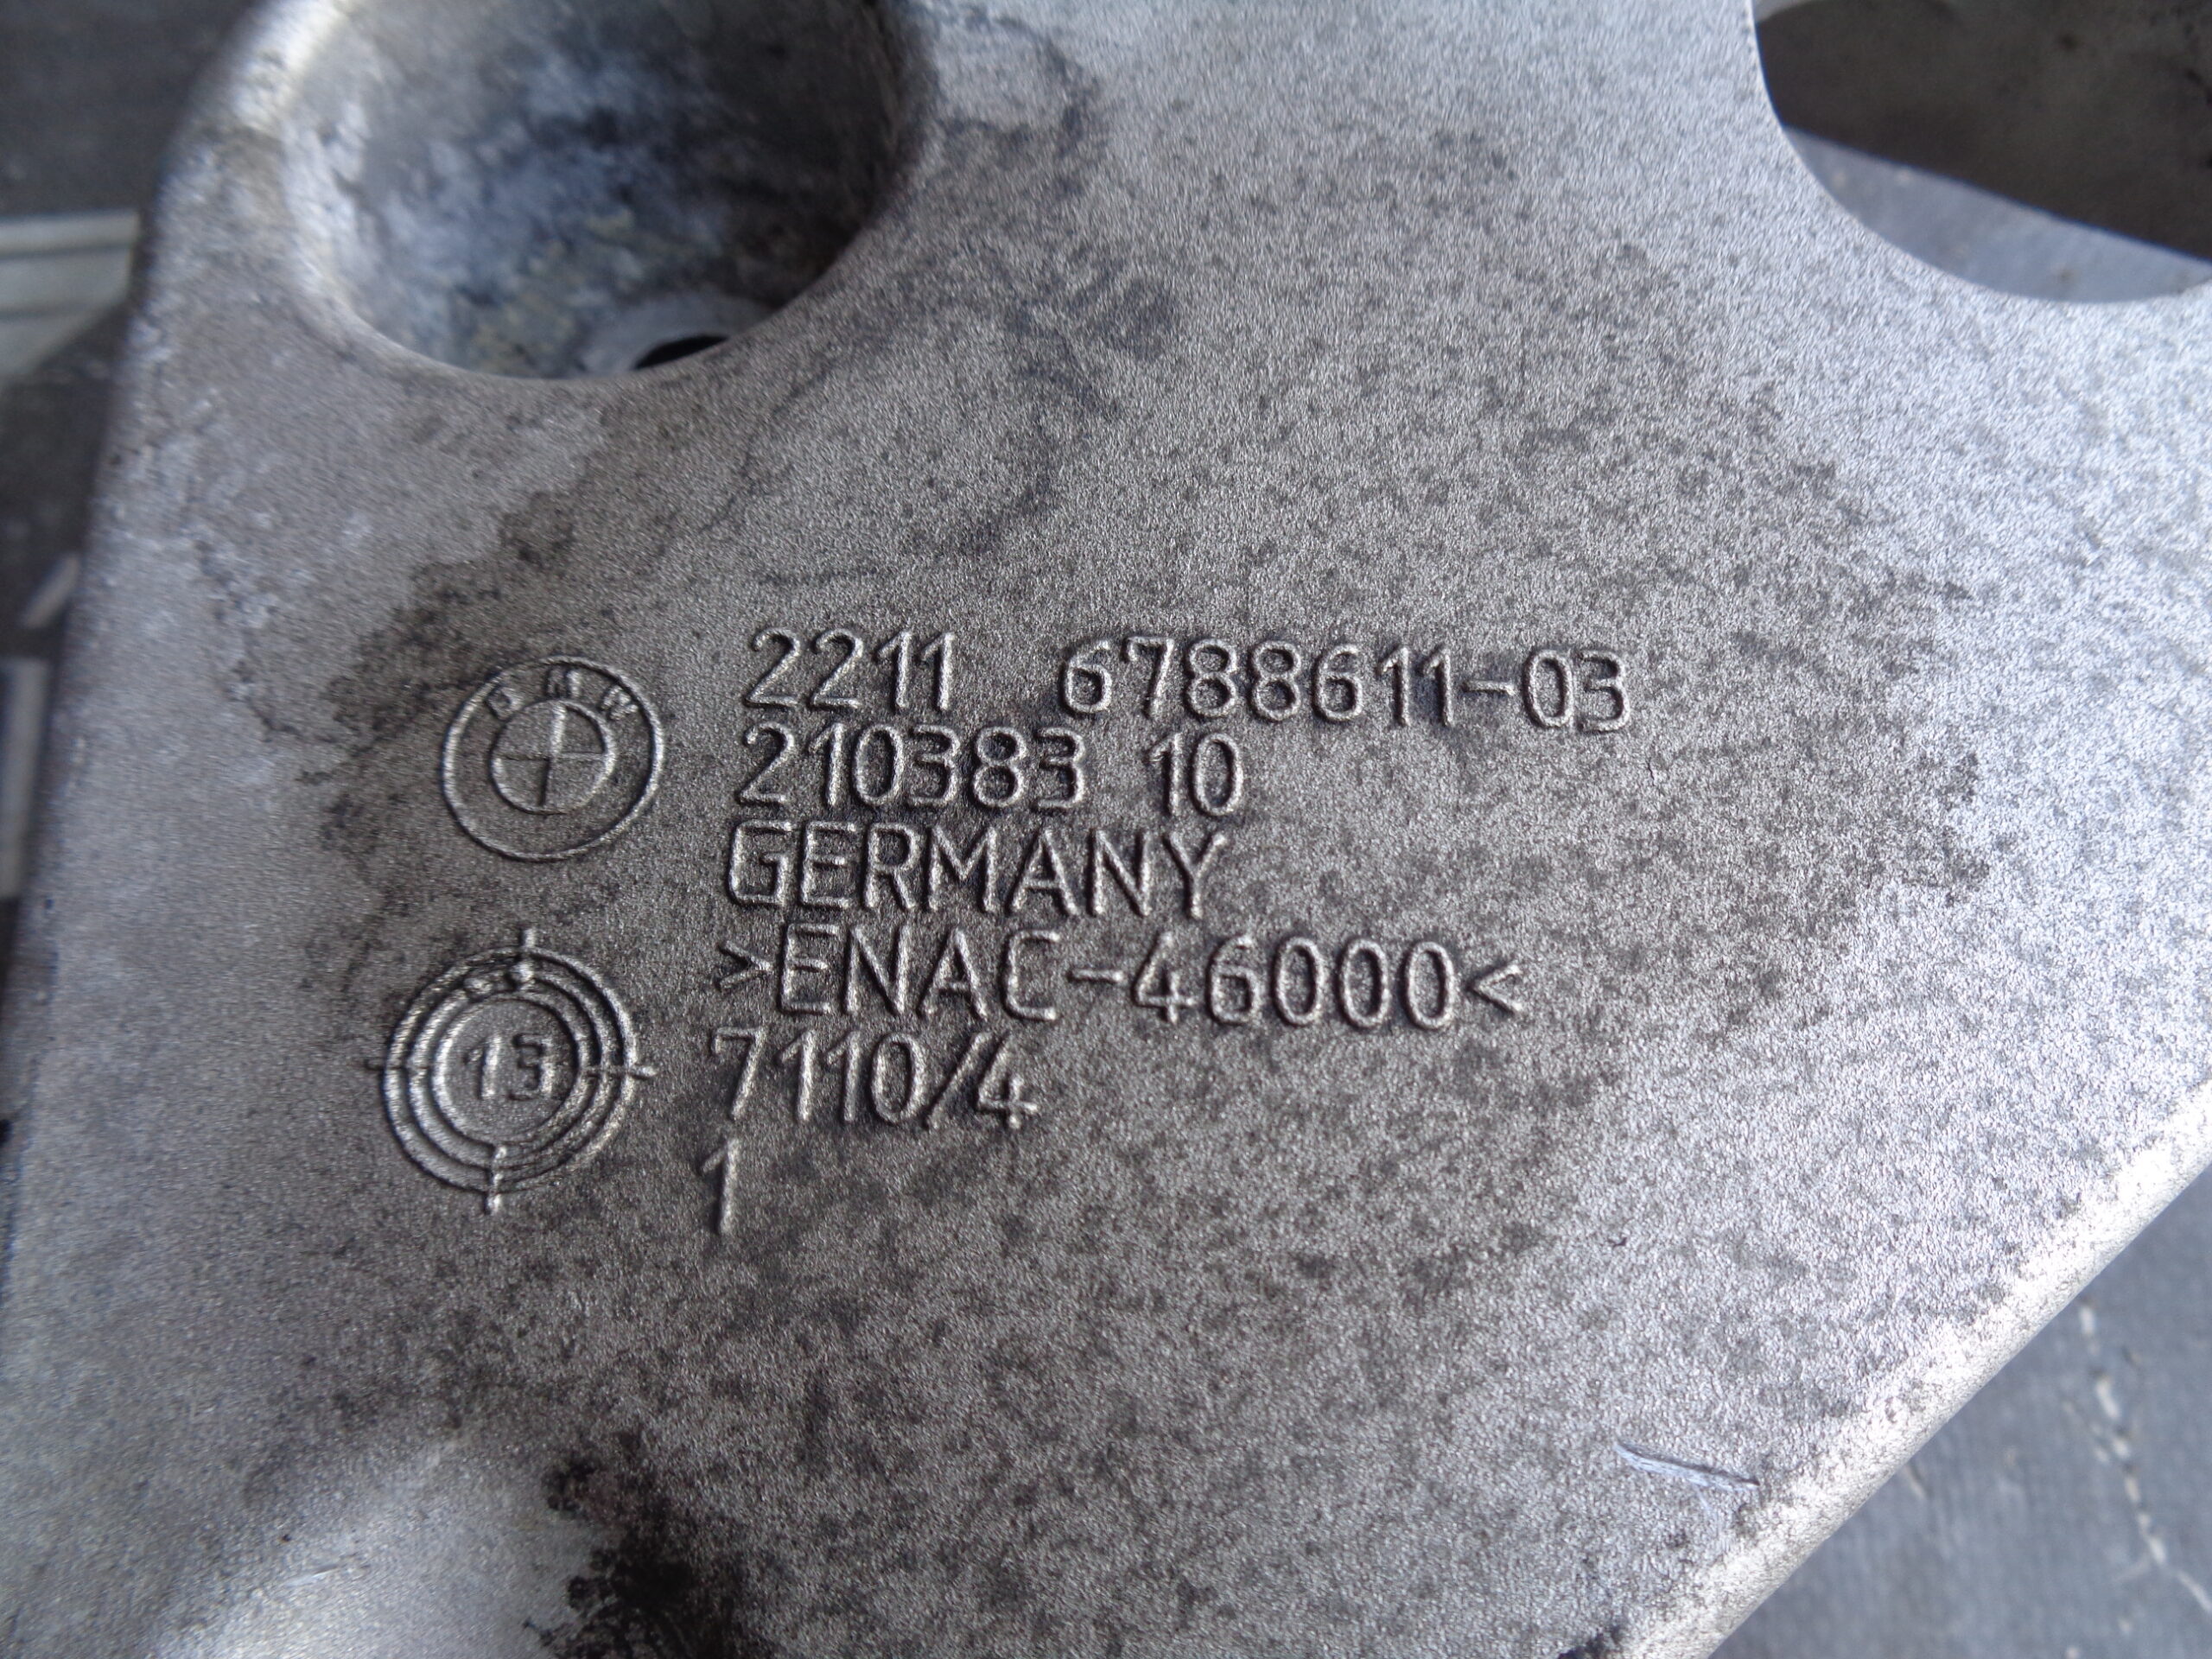 BMW
2211 6788611-03
210383 10
GERMANY
>ENAC-46000<
13
7110/4
1